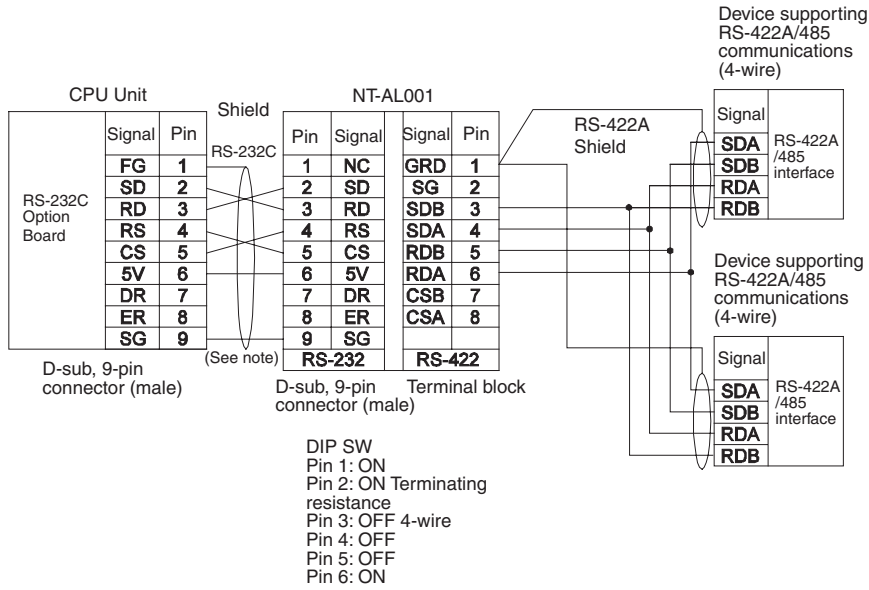 Device supporting
RS-422A/485
communications
(4-wire)
CPU Unit
Shield
NT-AL001
RS-232C
RS-422A
Shield
RS-232C
Option
Board
Signal Pin
FG 1
SD 2
RD 3
RS 4
CS 5
5V 6
DR 7
ER 8
SG 9
(See note)
D-sub, 9-pin
connector (male)
Pin Signal
1 NC
2 SD
3 RD
4 RS
5 CS
6 5V
7 DR
8 ER
9 SG
RS-232
D-sub, 9-pin
connector (male)
Signal Pin
GRD 1
SG 2
SDB 3
SDA 4
RDB 5
RDA 6
CSB 7
CSA 8
RS-422
Terminal block
Signal
SDA
SDB
RDA
RDB
RS-422A
/485
interface
Device supporting
RS-422A/485
communications
(4-wire)
Signal
SDA
SDB
RDA
RDB
RS-422A
/485
interface
DIP SW
Pin 1: ON
Pin 2: ON Terminating
resistance
Pin 3: OFF 4-wire
Pin 4: OFF
Pin 5: OFF
Pin 6: ON